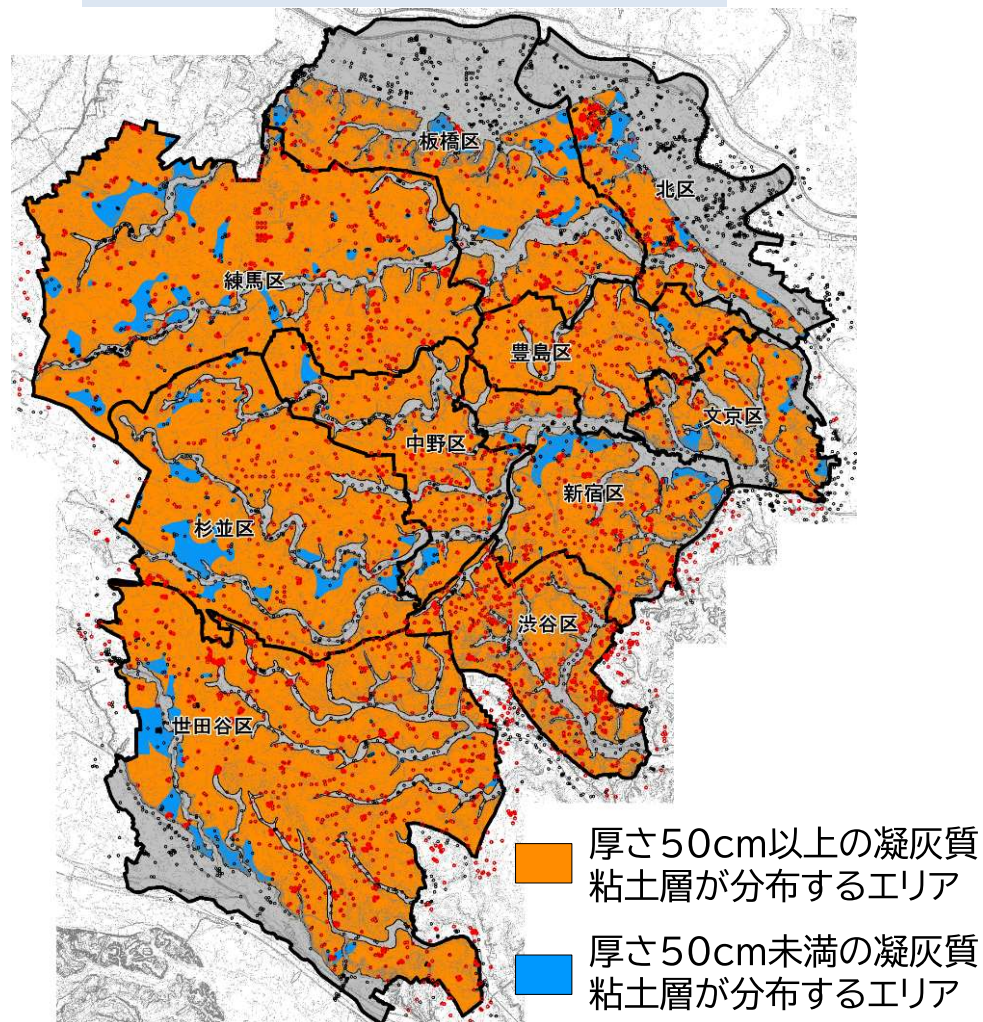 板橋区
北区
練馬区
豊島区
文京区
中野区
新宿区
杉並区
渋谷区
世田谷区
厚さ50cm以上の凝灰質
粘土層が分布するエリア
厚さ50cm未満の凝灰質
粘土層が分布するエリア